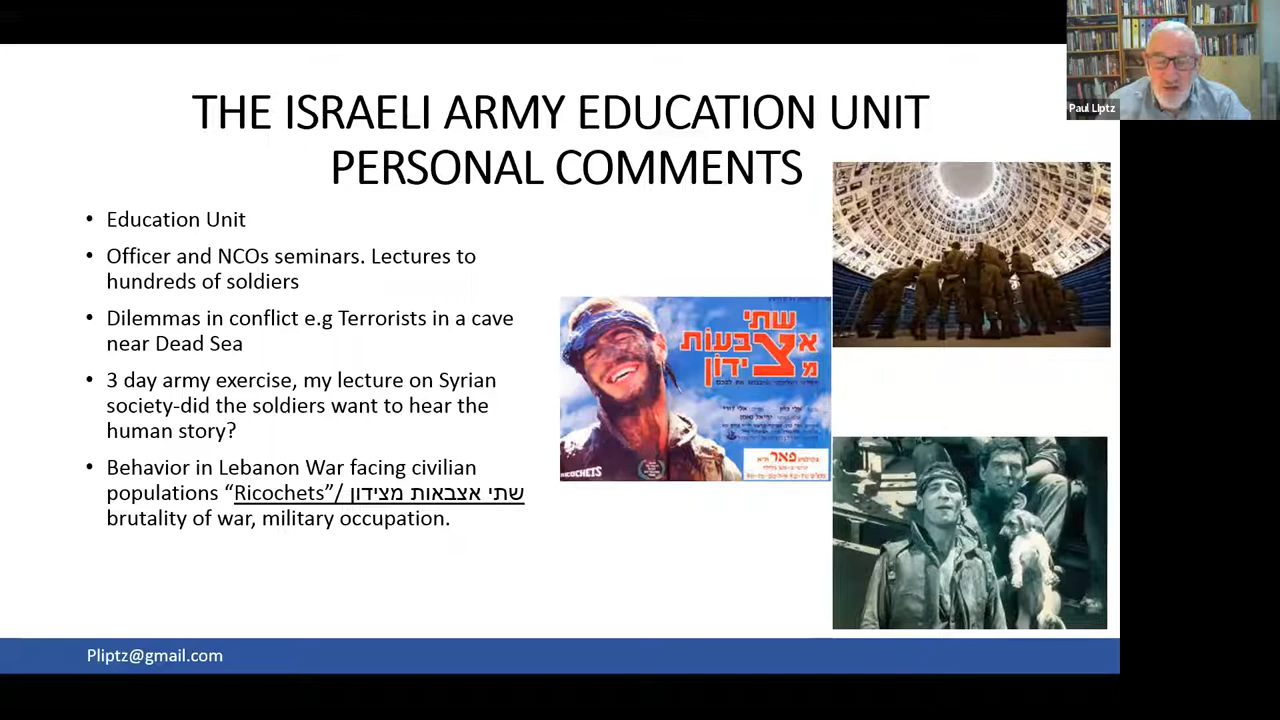 Paul Liptz
THE ISRAELI ARMY EDUCATION UNIT
PERSONAL COMMENTS
• Education Unit
• Officer and NCOs seminars. Lectures to
hundreds of soldiers
• Dilemmas in conflict e.g Terrorists in a cave
near Dead Sea
• 3 day army exercise, my lecture on Syrian
society-did the soldiers want to hear the
human story?
• Behavior in Lebanon War facing civilian
populations “Ricochets”/ שתי אצבאות מצידון
brutality of war, military occupation.
שתי
אצבעות
מצידון
RICOCHETS
פאר
Pliptz@gmail.com